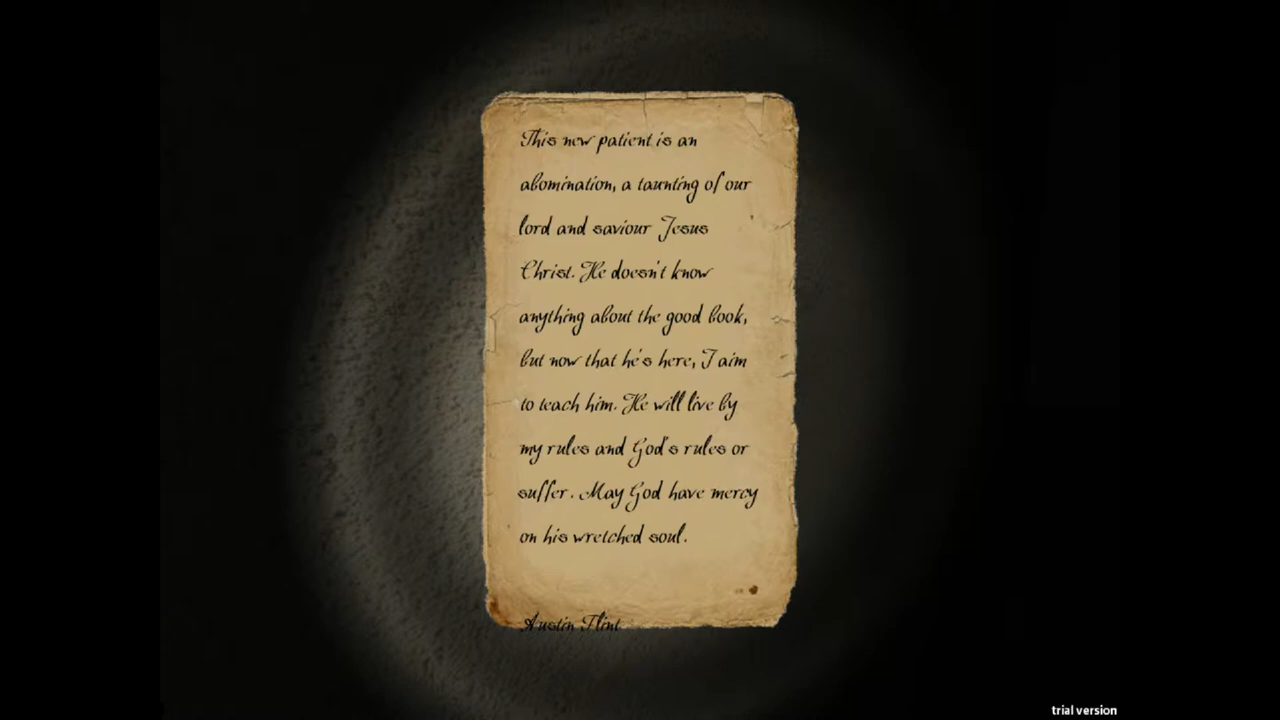 This new patient is an
abomination, a taunting of our
lord and saviour Jesus
Christ. He doesn't know
anything about the good book,
but now that he's here, I aim
to teach him. He will live by
my rules and God's rules or
suffer. May God have mercy
on his wretched soul.
Austin Flint
trial version